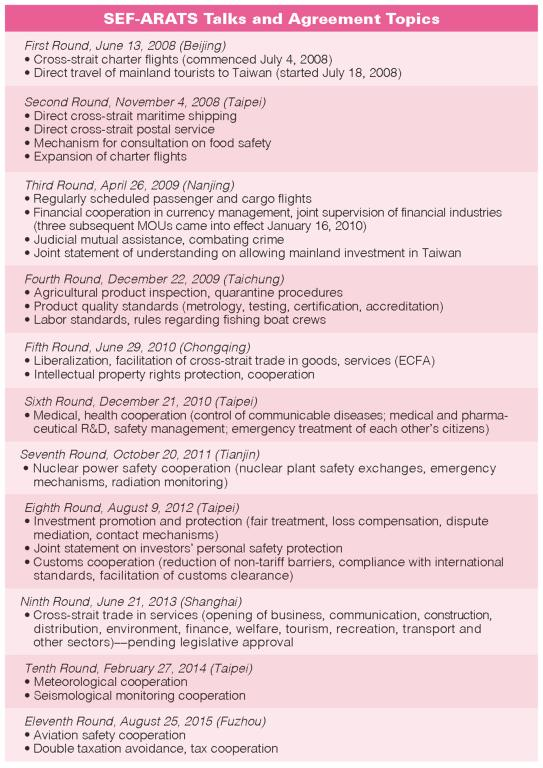 SEF-ARATS Talks and Agreement Topics
First Round, June 13, 2008 (Beijing)
• Cross-strait charter flights (commenced July 4, 2008)
• Direct travel of mainland tourists to Taiwan (started July 18, 2008)
Second Round, November 4, 2008 (Taipei)
• Direct cross-strait maritime shipping
• Direct cross-strait postal service
• Mechanism for consultation on food safety
• Expansion of charter flights
Third Round, April 26, 2009 (Nanjing)
• Regularly scheduled passenger and cargo flights
• Financial cooperation in currency management, joint supervision of financial industries
(three subsequent MOUs came into effect January 16, 2010)
• Judicial mutual assistance, combating crime
• Joint statement of understanding on allowing mainland investment in Taiwan
Fourth Round, December 22, 2009 (Taichung)
• Agricultural product inspection, quarantine procedures
• Product quality standards (metrology, testing, certification, accreditation)
• Labor standards, rules regarding fishing boat crews
Fifth Round, June 29, 2010 (Chongqing)
• Liberalization, facilitation of cross-strait trade in goods, services (ECFA)
• Intellectual property rights protection, cooperation
Sixth Round, December 21, 2010 (Taipei)
• Medical, health cooperation (control of communicable diseases; medical and pharma-
ceutical R&D, safety management; emergency treatment of each other's citizens)
Seventh Round, October 20, 2011 (Tianjin)
• Nuclear power safety cooperation (nuclear plant safety exchanges, emergency
mechanisms, radiation monitoring)
Eighth Round, August 9, 2012 (Taipei)
• Investment promotion and protection (fair treatment, loss compensation, dispute
mediation, contact mechanisms)
• Joint statement on investors' personal safety protection
• Customs cooperation (reduction of non-tariff barriers, compliance with international
standards, facilitation of customs clearance)
Ninth Round, June 21, 2013 (Shanghai)
• Cross-strait trade in services (opening of business, communication, construction,
distribution, environment, finance, welfare, tourism, recreation, transport and
other sectors)—pending legislative approval
Tenth Round, February 27, 2014 (Taipei)
• Meteorological cooperation
• Seismological monitoring cooperation
Eleventh Round, August 25, 2015 (Fuzhou)
• Aviation safety cooperation
• Double taxation avoidance, tax cooperation